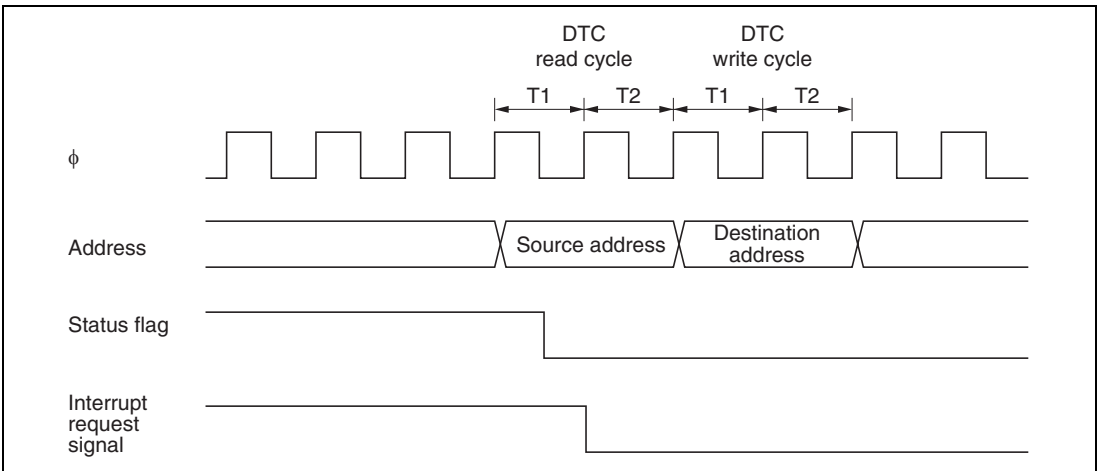 DTC DTC
read cycle write cycle
T1 T2 T1 T2
ϕ
Address Source address Destination
address
Status flag
Interrupt
request
signal